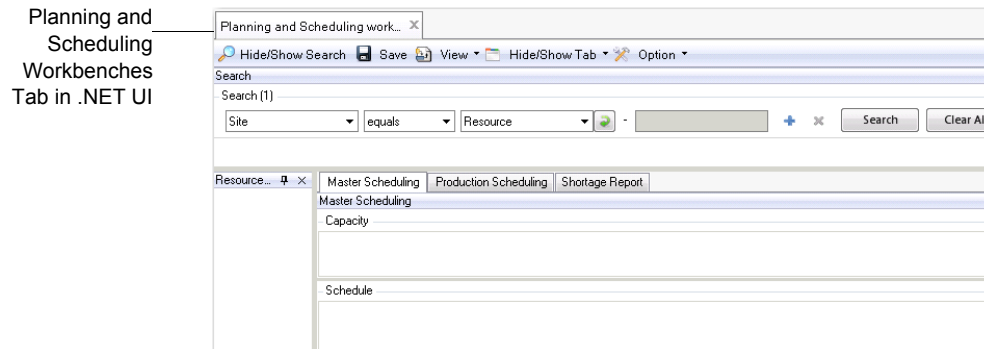 Planning and
Scheduling
Workbenches
Tab in .NET UI
Planning and Scheduling work...
Hide/Show Search Save View Hide/Show Tab Option
Search
Search (1)
Site equals Resource - Search Clear Al
Resource... Master Scheduling Production Scheduling Shortage Report
Master Scheduling
Capacity
Schedule